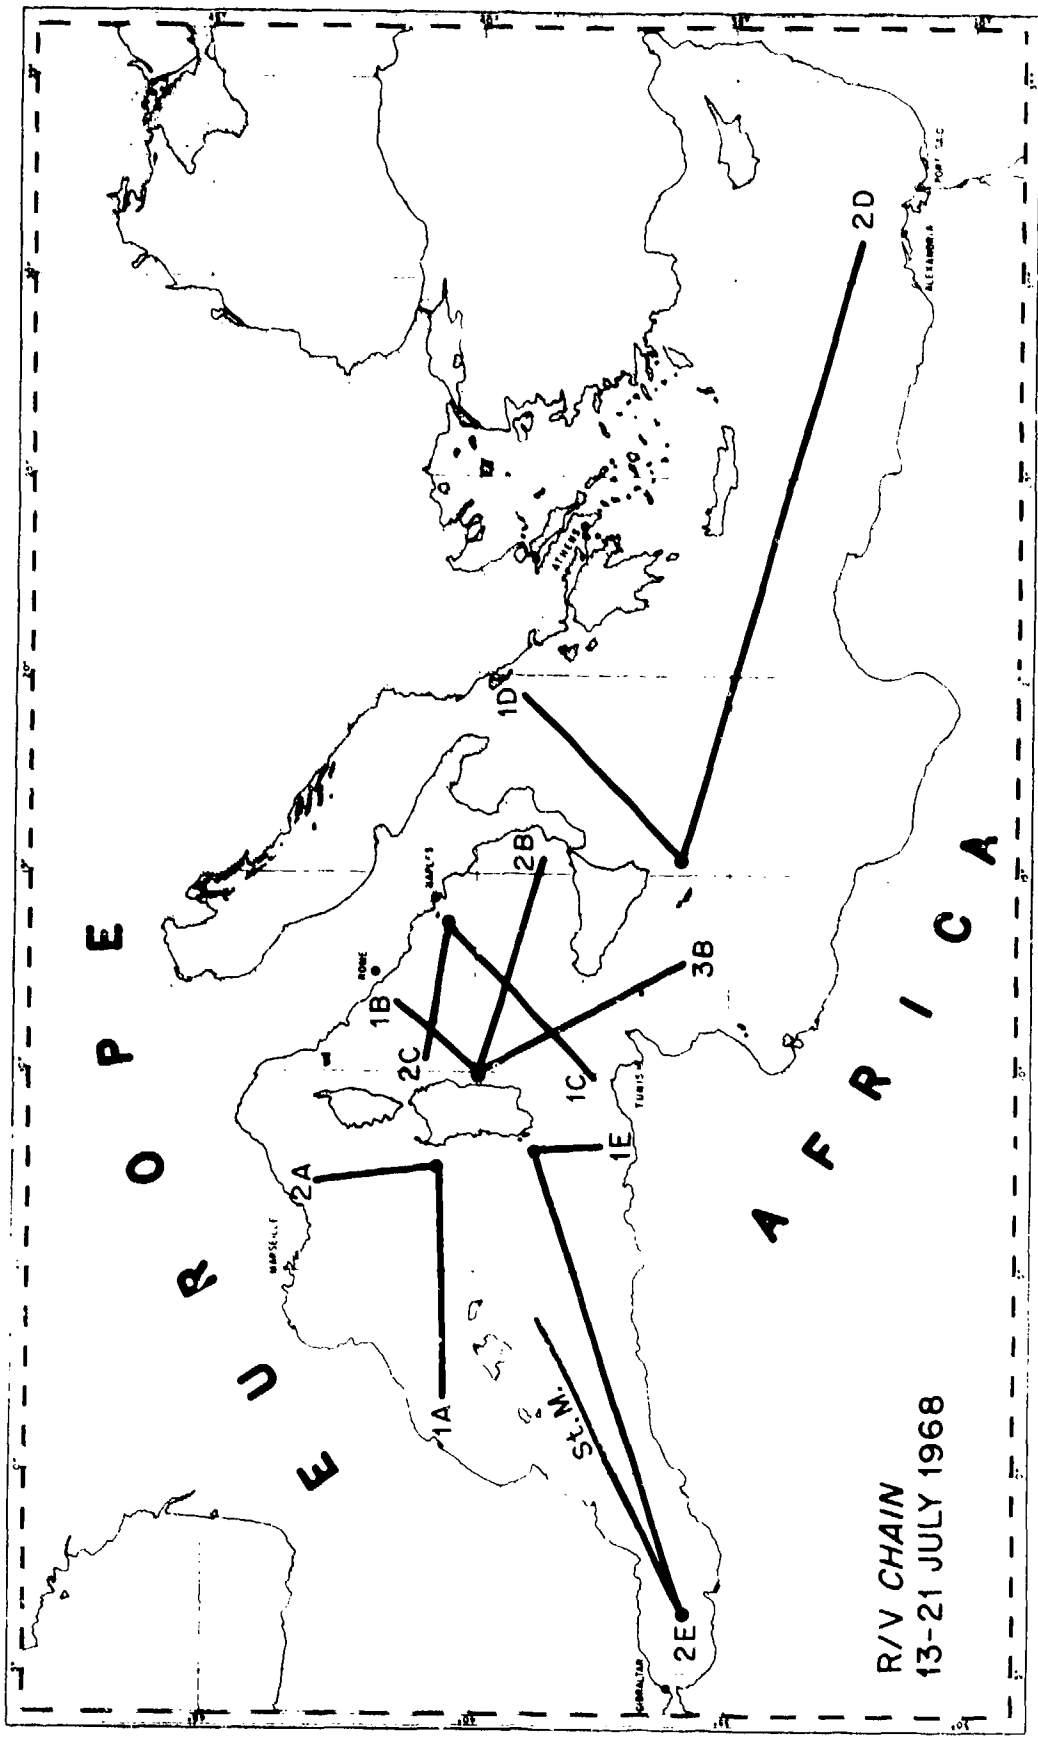 EUROPE
AFRICA
MARSEILLE
ROME
NAPLES
ATHENS
TUNIS
GIBRALTAR
ALEXANDRIA
1A
2A
1B
2B
3B
1C
2C
1D
2D
1E
2E
St. M.
R/V CHAIN
13-21 JULY 1968